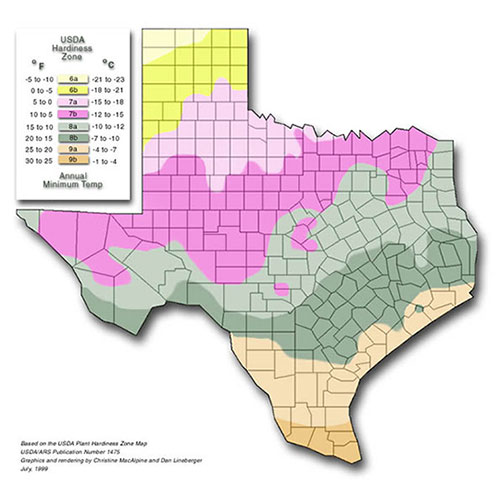 USDA
Hardiness
Zone
°F °C
-5 to -10 6a -21 to -23
0 to -5 6b -18 to -21
5 to 0 7a -15 to -18
10 to 5 7b -12 to -15
15 to 10 8a -10 to -12
20 to 15 8b -7 to -10
25 to 20 9a -4 to -7
30 to 25 9b -1 to -4
Annual
Minimum Temp
Based on the USDA Plant Hardiness Zone Map
USDA/ARS Publication Number 1475
Graphics and rendering by Christine MacAlpine and Dan Lineberger
July, 1999